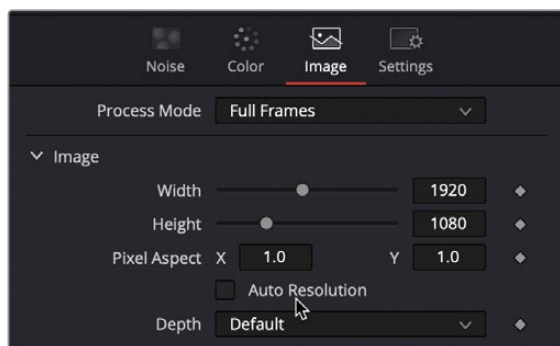 Noise Color Image Settings
Process Mode Full Frames
Image
Width 1920
Height 1080
Pixel Aspect X 1.0 Y 1.0
Auto Resolution
Depth Default